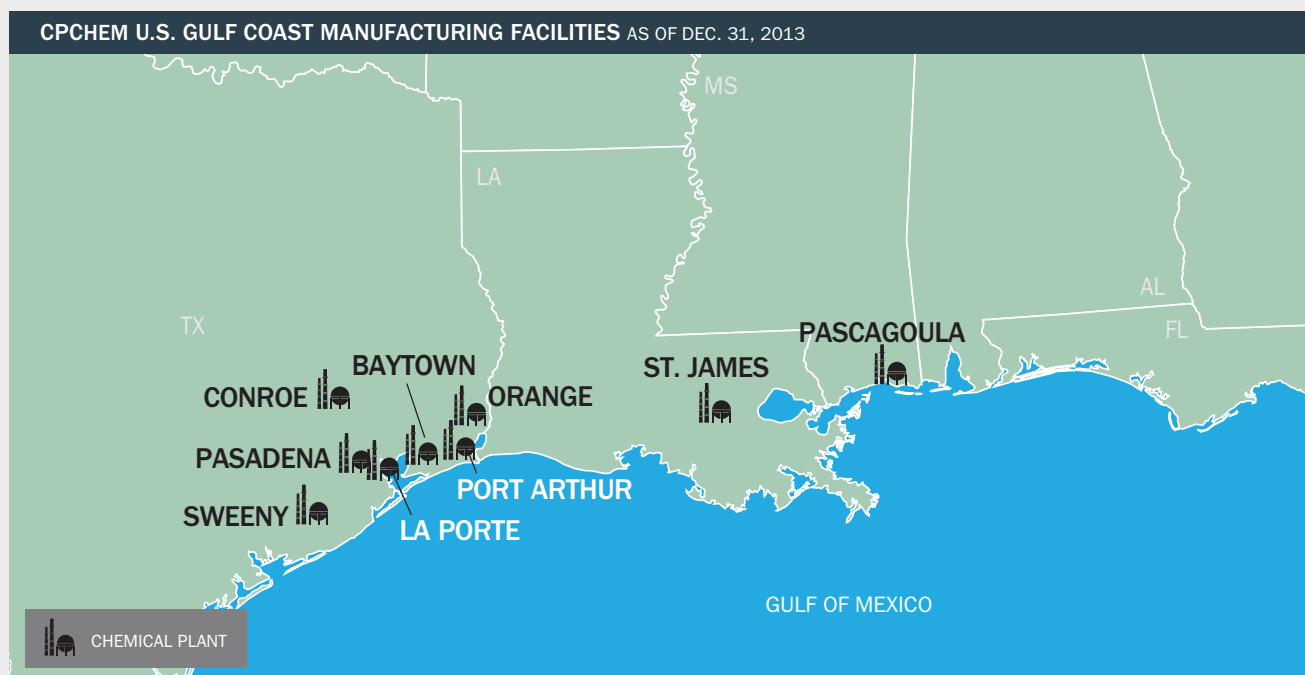 CPCHEM U.S. GULF COAST MANUFACTURING FACILITIES AS OF DEC. 31, 2013
MS
LA
AL
TX
FL
PASCAGOULA
BAYTOWN
ST. JAMES
CONROE
ORANGE
PASADENA
PORT ARTHUR
SWEENY
LA PORTE
GULF OF MEXICO
CHEMICAL PLANT